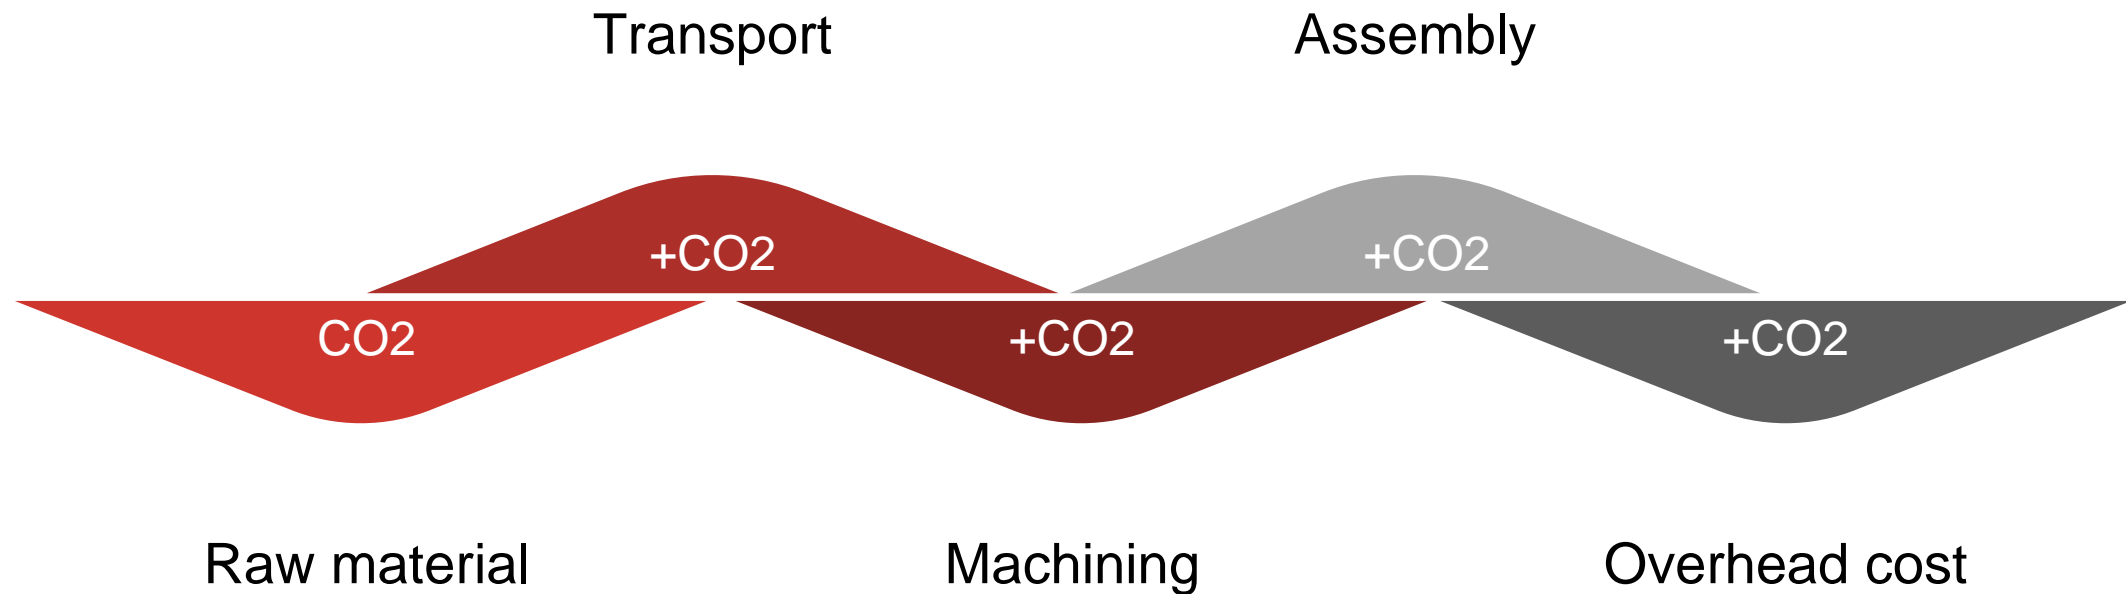 Transport
Assembly
+CO2
+CO2
CO2
+CO2
+CO2
Raw material
Machining
Overhead cost